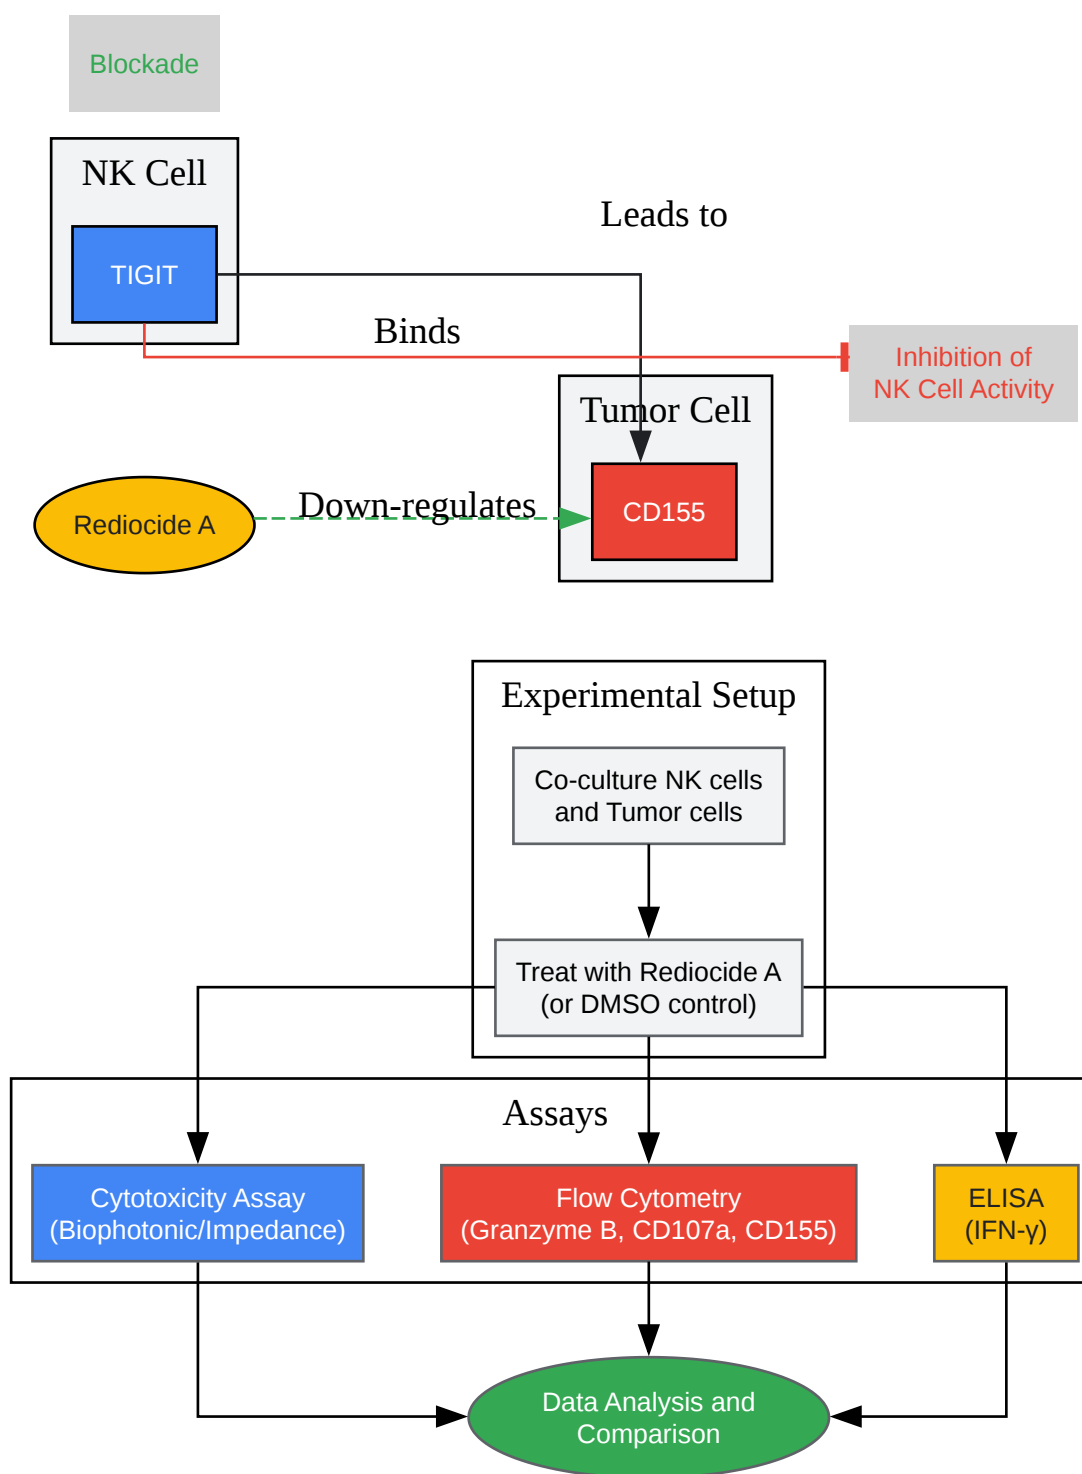 Blockade
NK Cell
TIGIT
Leads to
Binds
Inhibition of
NK Cell Activity
Tumor Cell
CD155
Rediocide A
Down-regulates
Experimental Setup
Co-culture NK cells
and Tumor cells
Treat with Rediocide A
(or DMSO control)
Assays
Cytotoxicity Assay
(Biophotonic/Impedance)
Flow Cytometry
(Granzyme B, CD107a, CD155)
ELISA
(IFN-γ)
Data Analysis and
Comparison